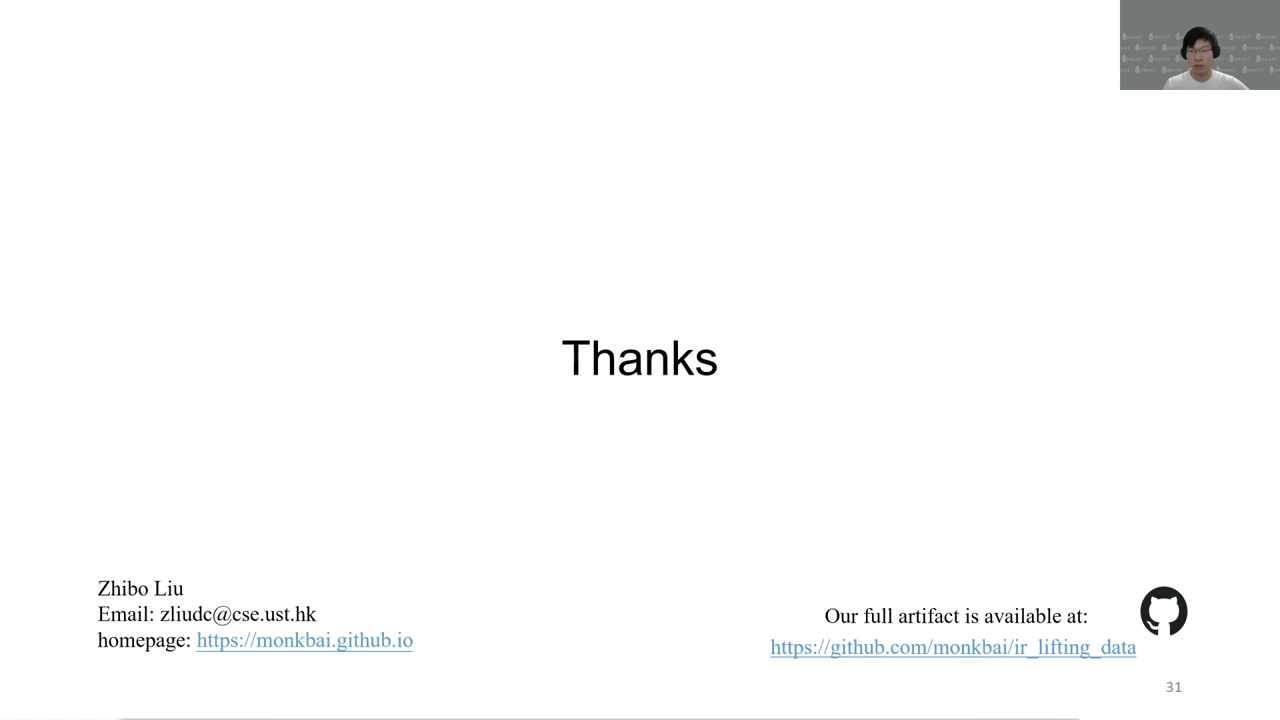 Thanks
Zhibo Liu
Email: zliudc@cse.ust.hk
homepage: https://monkbai.github.io
Our full artifact is available at:
https://github.com/monkbai/ir_lifting_data
31